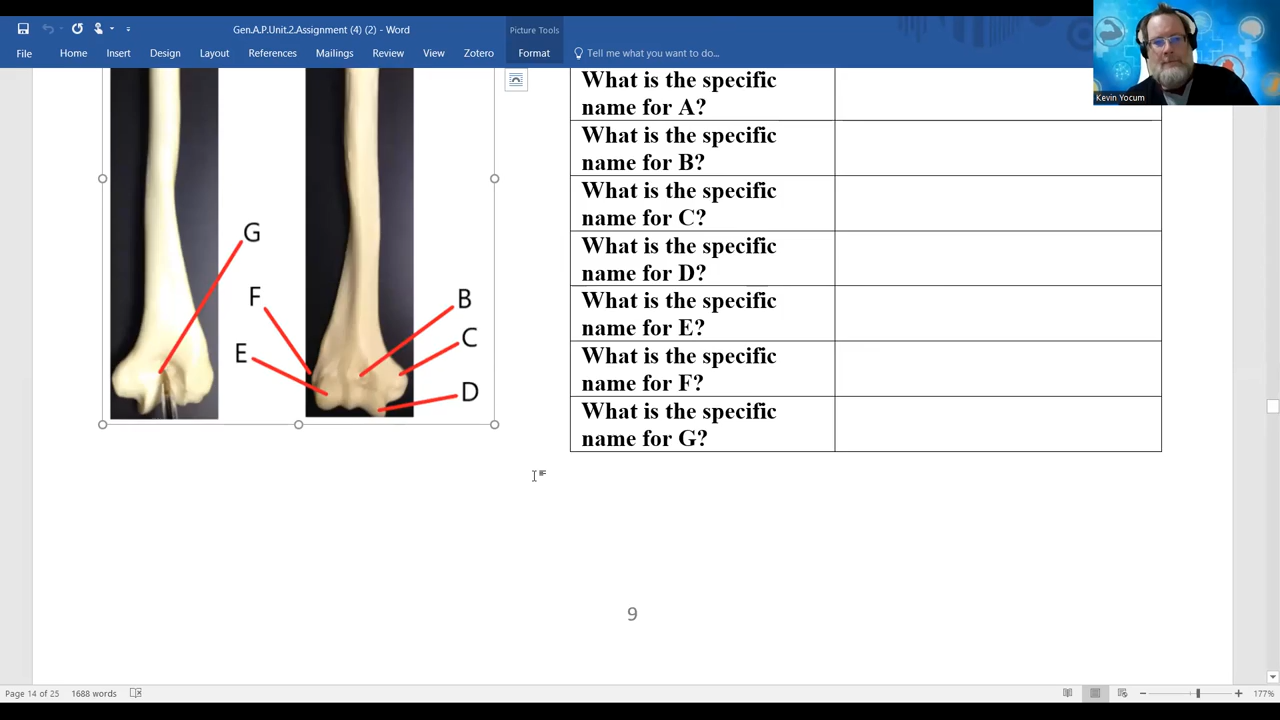 Gen.A.P.Unit.2.Assignment (4) (2) - Word
Picture Tools
File Home Insert Design Layout References Mailings Review View Zotero Format Tell me what you want to do...
Kevin Yocum
What is the specific
name for A?
What is the specific
name for B?
What is the specific
name for C?
What is the specific
name for D?
What is the specific
name for E?
What is the specific
name for F?
What is the specific
name for G?
G
F
B
C
E
D
9
Page 14 of 25 1688 words
177%